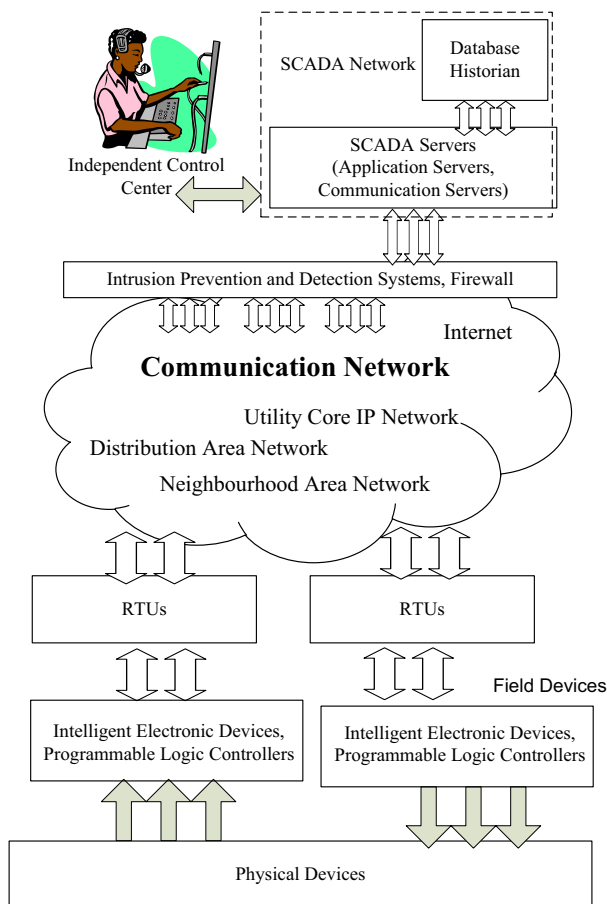 SCADA Network
Database
Historian
SCADA Servers
(Application Servers,
Communication Servers)
Independent Control
Center
Intrusion Prevention and Detection Systems, Firewall
Internet
Communication Network
Utility Core IP Network
Distribution Area Network
Neighbourhood Area Network
RTUs
RTUs
Field Devices
Intelligent Electronic Devices,
Programmable Logic Controllers
Intelligent Electronic Devices,
Programmable Logic Controllers
Physical Devices